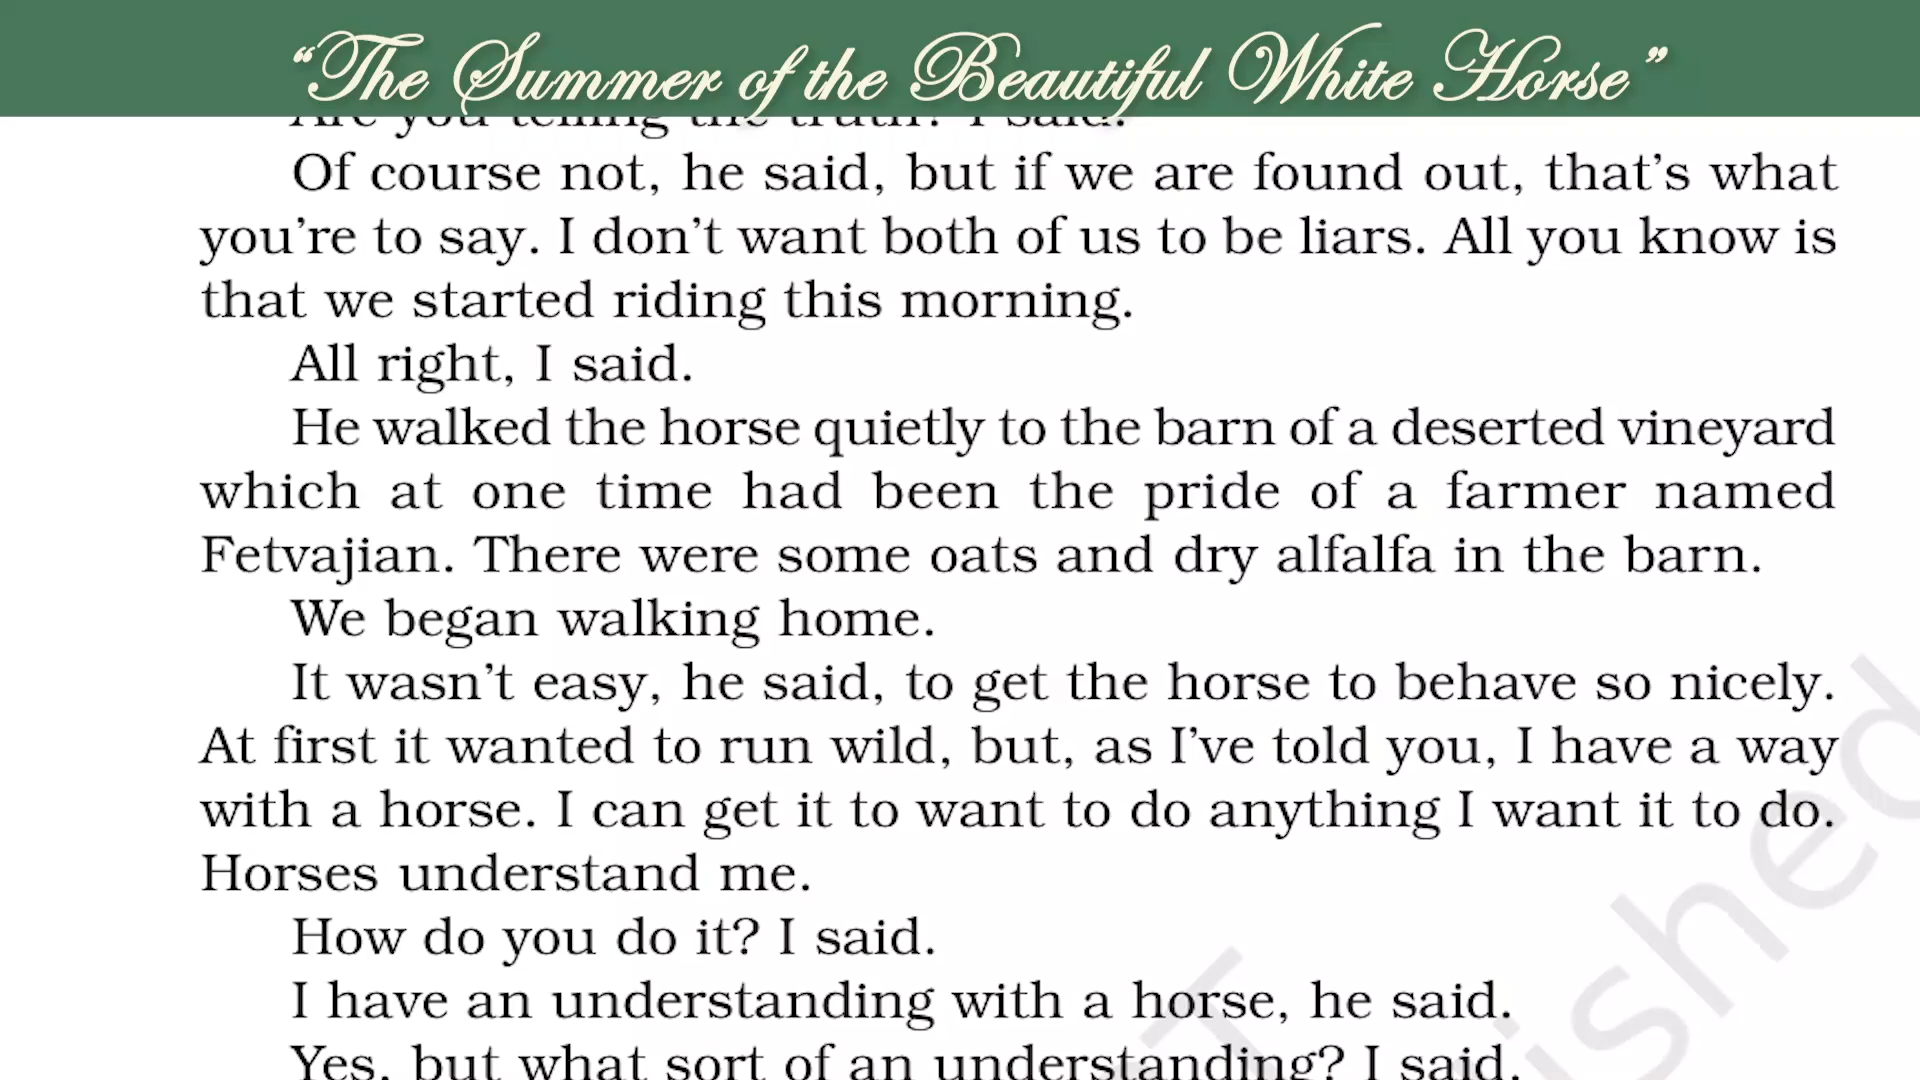 “The Summer of the Beautiful White Horse”
Are you telling the truth? I said.
Of course not, he said, but if we are found out, that’s what
you’re to say. I don’t want both of us to be liars. All you know is
that we started riding this morning.
All right, I said.
He walked the horse quietly to the barn of a deserted vineyard
which at one time had been the pride of a farmer named
Fetvajian. There were some oats and dry alfalfa in the barn.
We began walking home.
It wasn’t easy, he said, to get the horse to behave so nicely.
At first it wanted to run wild, but, as I’ve told you, I have a way
with a horse. I can get it to want to do anything I want it to do.
Horses understand me.
How do you do it? I said.
I have an understanding with a horse, he said.
Yes, but what sort of an understanding? I said.